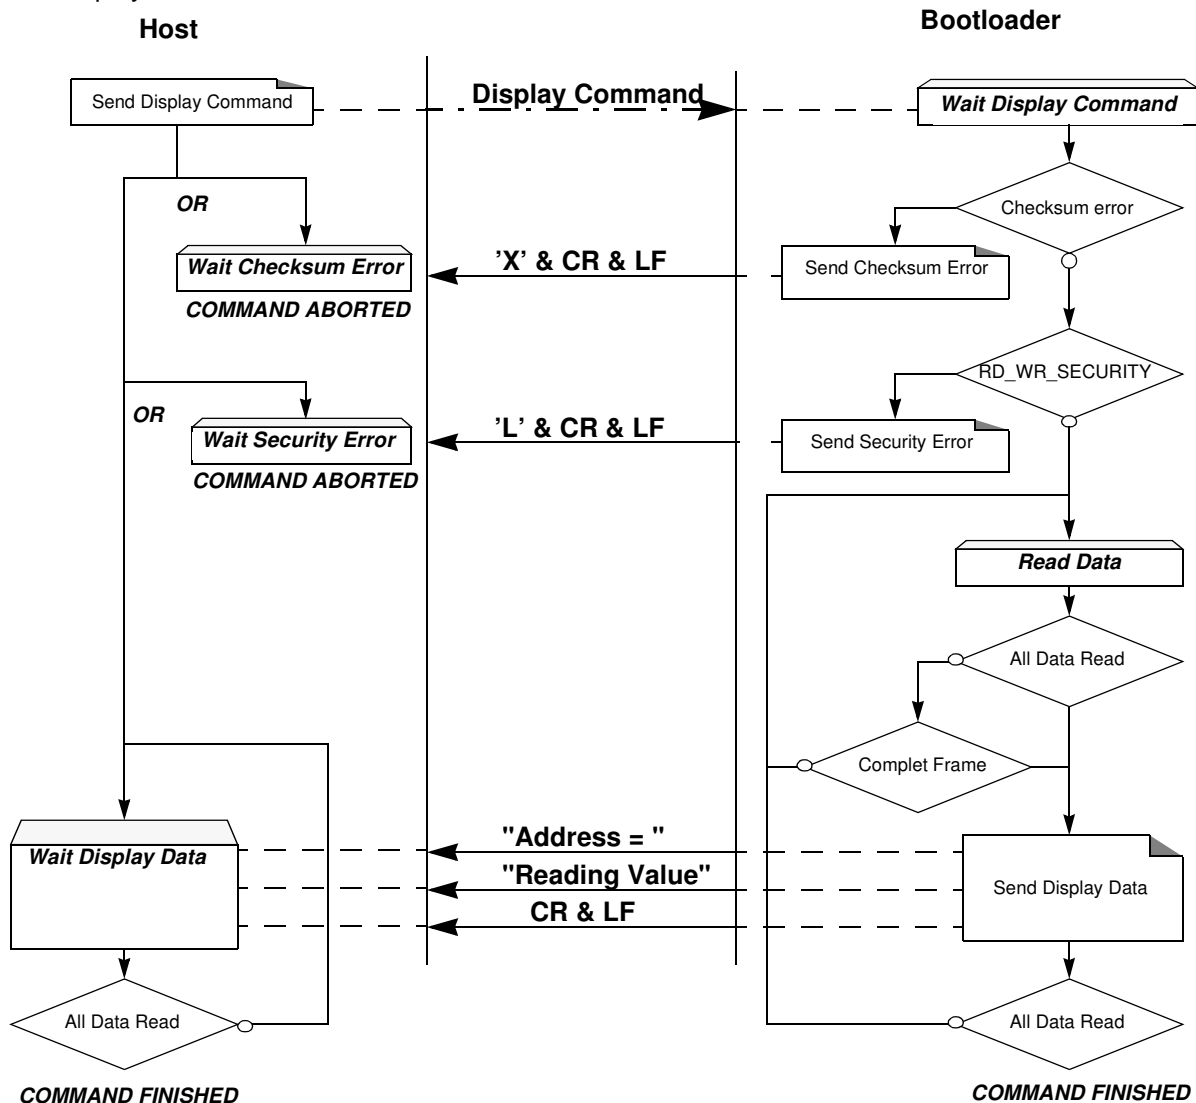 Host
Bootloader
Send Display Command
Display Command
Wait Display Command
OR
Checksum error
Wait Checksum Error
'X' & CR & LF
Send Checksum Error
COMMAND ABORTED
RD_WR_SECURITY
OR
Wait Security Error
'L' & CR & LF
Send Security Error
COMMAND ABORTED
Read Data
All Data Read
Complet Frame
Wait Display Data
"Address = "
"Reading Value"
CR & LF
Send Display Data
All Data Read
All Data Read
COMMAND FINISHED
COMMAND FINISHED